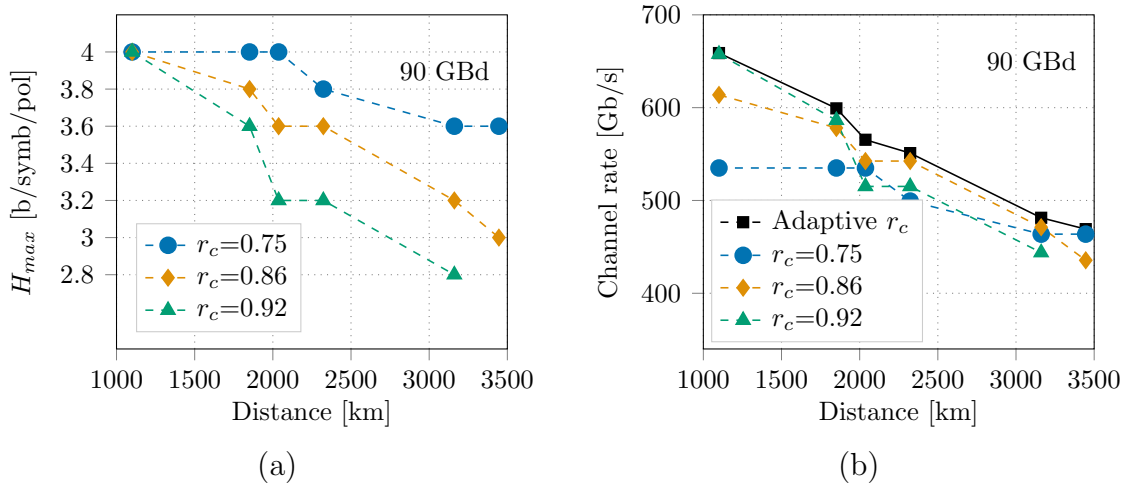 4
3.8
3.6
3.4
3.2
3
2.8
H_max [b/symb/pol]
90 GBd
r_c=0.75
r_c=0.86
r_c=0.92
1000 1500 2000 2500 3000 3500
Distance [km]
(a)
700
600
500
400
Channel rate [Gb/s]
90 GBd
Adaptive r_c
r_c=0.75
r_c=0.86
r_c=0.92
1000 1500 2000 2500 3000 3500
Distance [km]
(b)